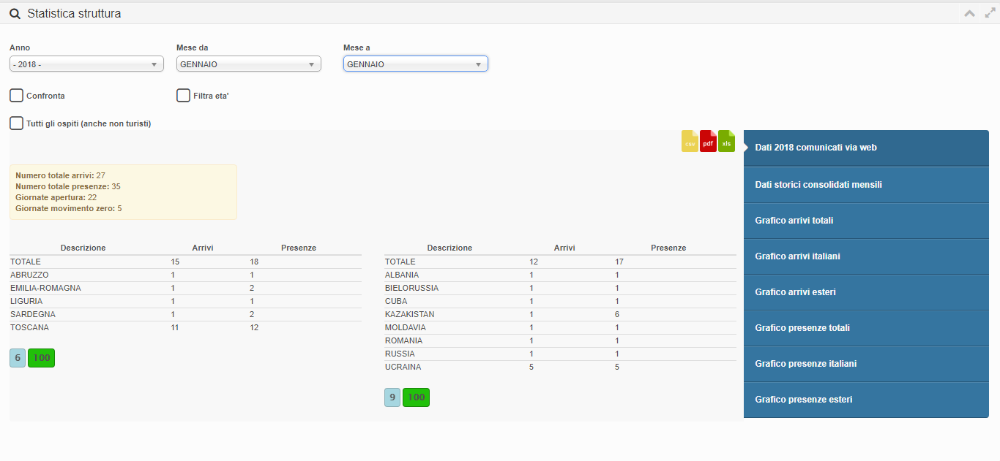 Statistica struttura
Anno Mese da Mese a
- 2018 - GENNAIO GENNAIO
Confronta Filtra eta'
Tutti gli ospiti (anche non turisti)
csv pdf xls
Numero totale arrivi: 27
Numero totale presenze: 35
Giornate apertura: 22
Giornate movimento zero: 5
Descrizione Arrivi Presenze
TOTALE 15 18
ABRUZZO 1 1
EMILIA-ROMAGNA 1 2
LIGURIA 1 1
SARDEGNA 1 2
TOSCANA 11 12
6 100
Descrizione Arrivi Presenze
TOTALE 12 17
ALBANIA 1 1
BIELORUSSIA 1 1
CUBA 1 1
KAZAKISTAN 1 6
MOLDAVIA 1 1
ROMANIA 1 1
RUSSIA 1 1
UCRAINA 5 5
9 100
Dati 2018 comunicati via web
Dati storici consolidati mensili
Grafico arrivi totali
Grafico arrivi italiani
Grafico arrivi esteri
Grafico presenze totali
Grafico presenze italiani
Grafico presenze esteri